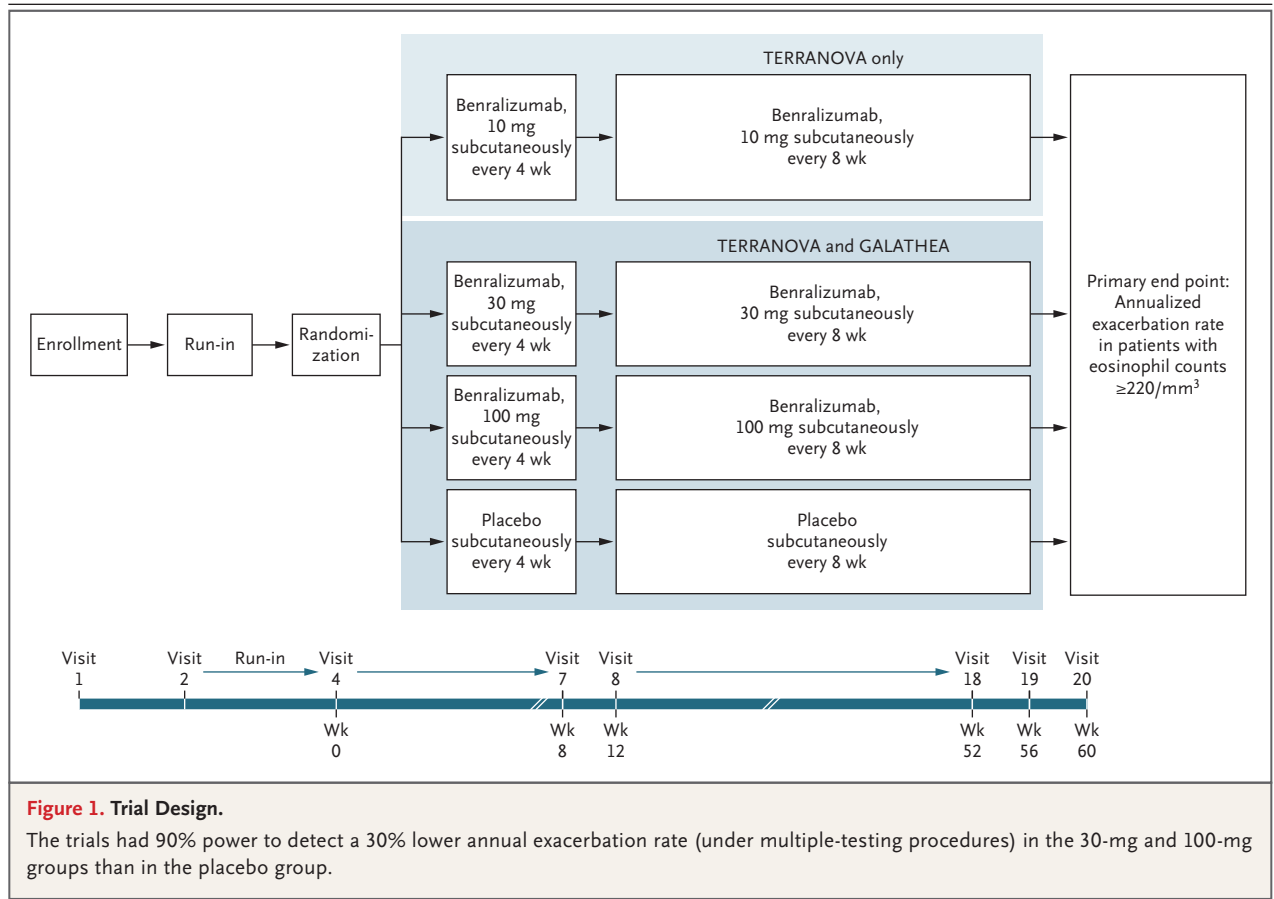 TERRANOVA only
Benralizumab,
10 mg
subcutaneously
every 4 wk
Benralizumab,
10 mg subcutaneously
every 8 wk
TERRANOVA and GALATHEA
Enrollment
Run-in
Randomi-
zation
Benralizumab,
30 mg
subcutaneously
every 4 wk
Benralizumab,
30 mg subcutaneously
every 8 wk
Benralizumab,
100 mg
subcutaneously
every 4 wk
Benralizumab,
100 mg subcutaneously
every 8 wk
Placebo
subcutaneously
every 4 wk
Placebo
subcutaneously
every 8 wk
Primary end point:
Annualized
exacerbation rate
in patients with
eosinophil counts
≥220/mm³
Visit
1
Visit
2
Run-in
Visit
4
Visit
7
Visit
8
Visit
18
Visit
19
Visit
20
Wk
0
Wk
8
Wk
12
Wk
52
Wk
56
Wk
60
Figure 1. Trial Design.
The trials had 90% power to detect a 30% lower annual exacerbation rate (under multiple-testing procedures) in the 30-mg and 100-mg
groups than in the placebo group.